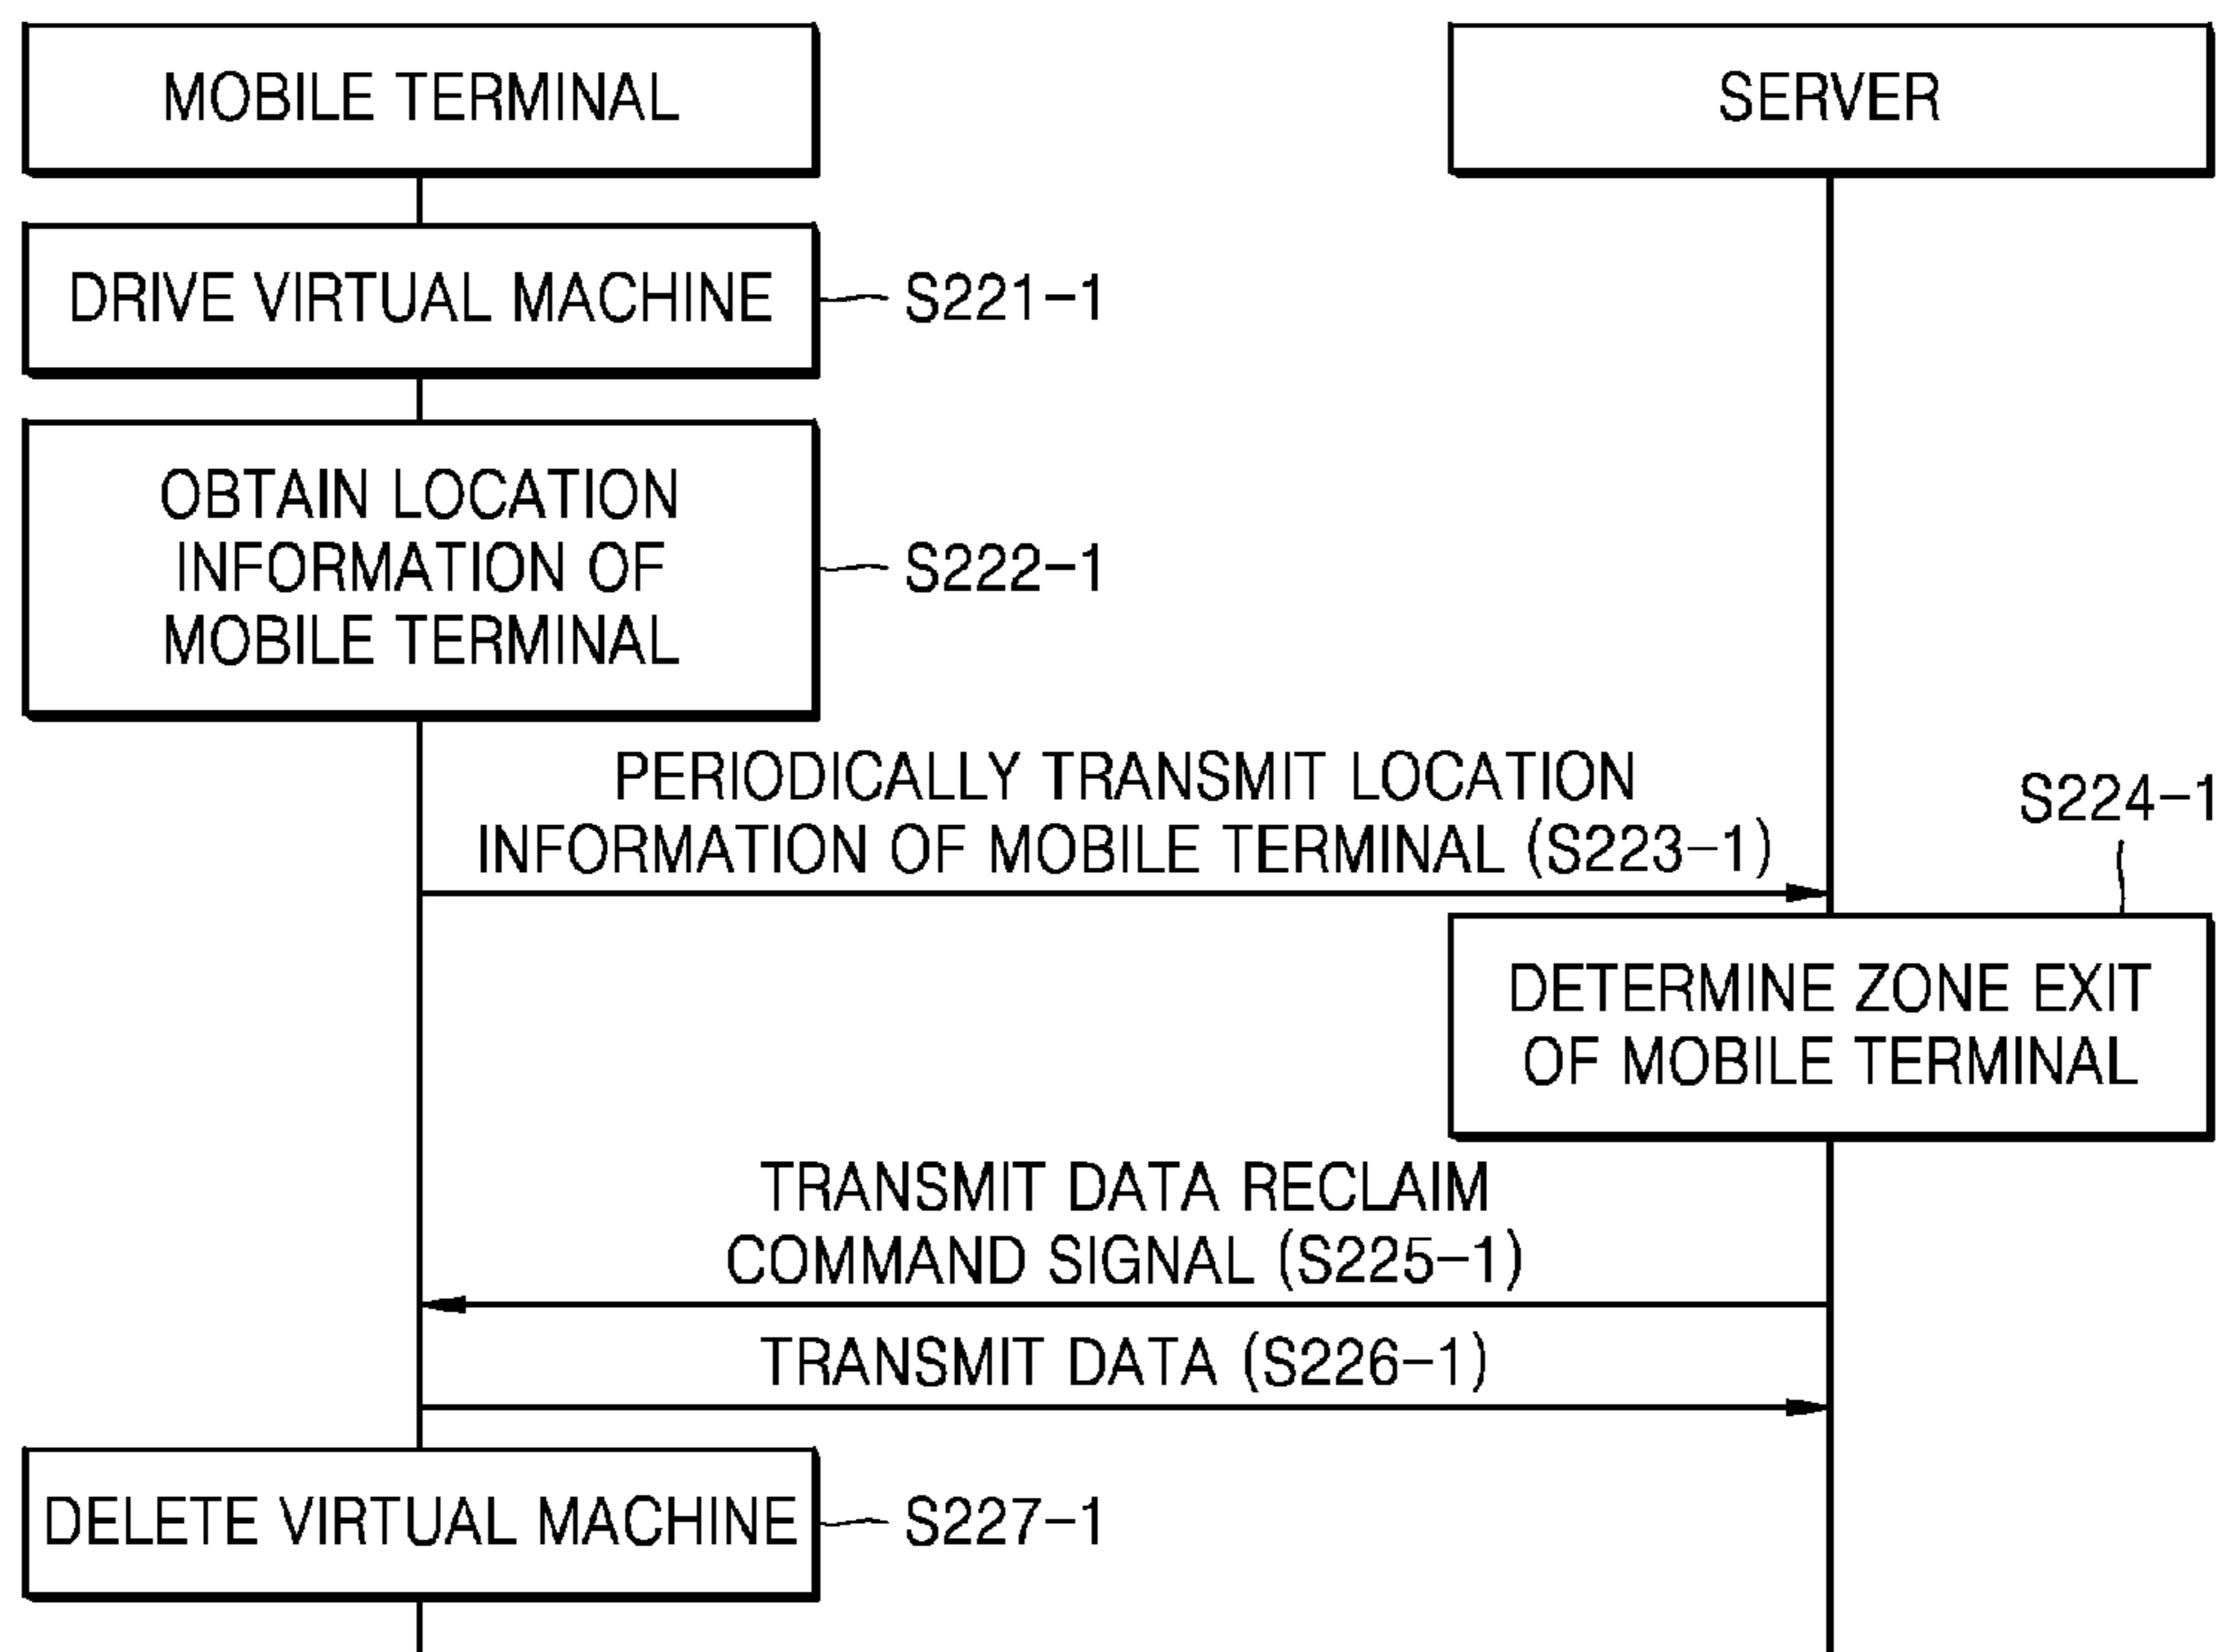 MOBILE TERMINAL
SERVER
DRIVE VIRTUAL MACHINE
S221-1
OBTAIN LOCATION
INFORMATION OF
MOBILE TERMINAL
S222-1
PERIODICALLY TRANSMIT LOCATION
INFORMATION OF MOBILE TERMINAL (S223-1)
S224-1
DETERMINE ZONE EXIT
OF MOBILE TERMINAL
TRANSMIT DATA RECLAIM
COMMAND SIGNAL (S225-1)
TRANSMIT DATA (S226-1)
DELETE VIRTUAL MACHINE
S227-1